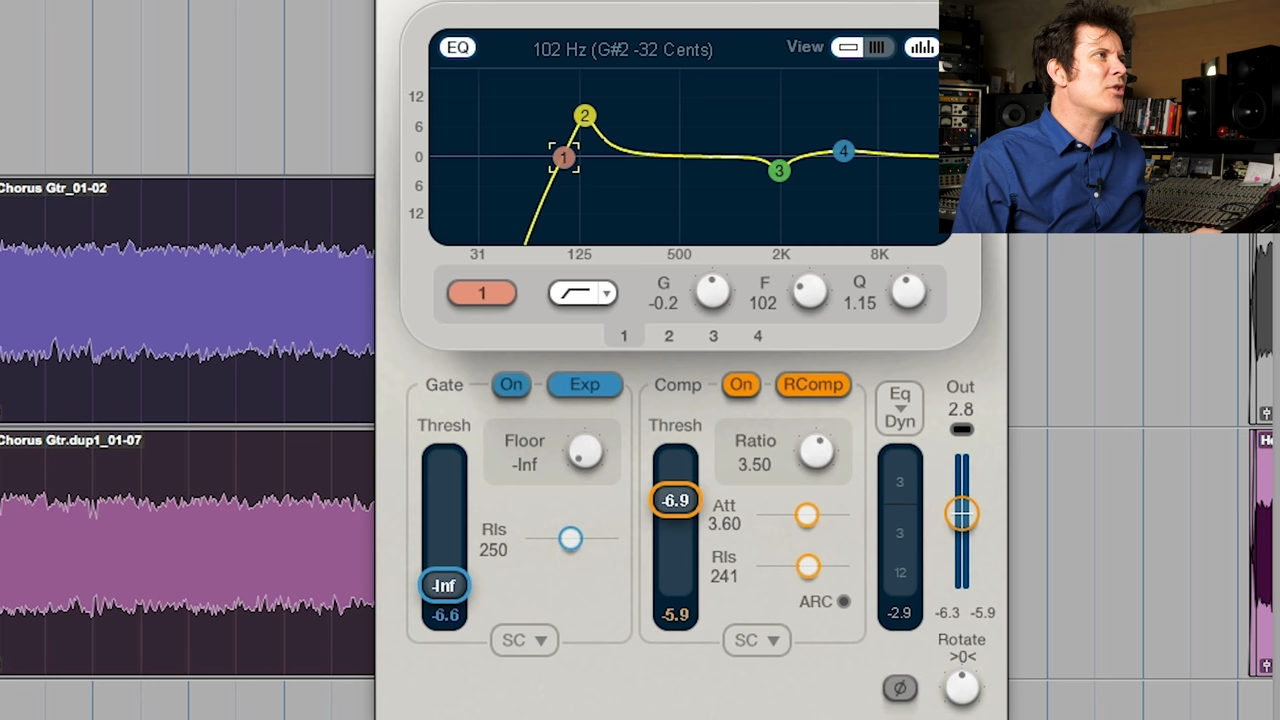 EQ
102 Hz (G#2 -32 Cents)
View
12
6
0
6
12
1
2
3
4
31
125
500
2K
8K
1
G
-0.2
F
102
Q
1.15
1
2
3
4
Chorus Gtr_01-02
Chorus Gtr.dup1_01-07
Gate
On
Exp
Thresh
Floor
-Inf
Rls
250
-Inf
-6.6
SC
Comp
On
RComp
Thresh
Ratio
3.50
-6.9
Att
3.60
Rls
241
ARC
-5.9
SC
Eq
Dyn
3
3
12
-2.9
Out
2.8
-6.3 -5.9
Rotate
>0<
Ø